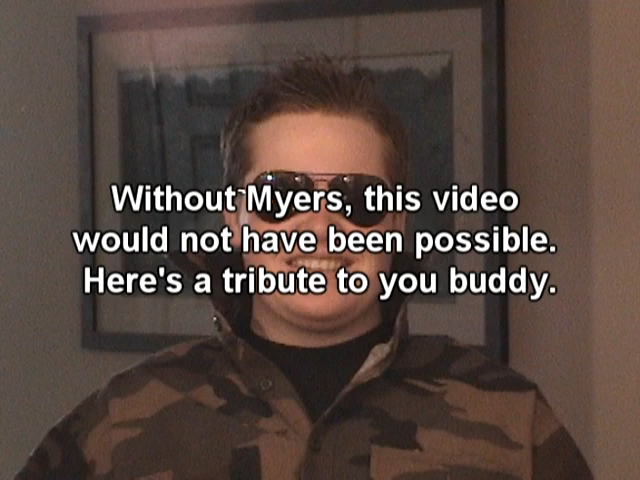 Without Myers, this video
would not have been possible.
Here's a tribute to you buddy.